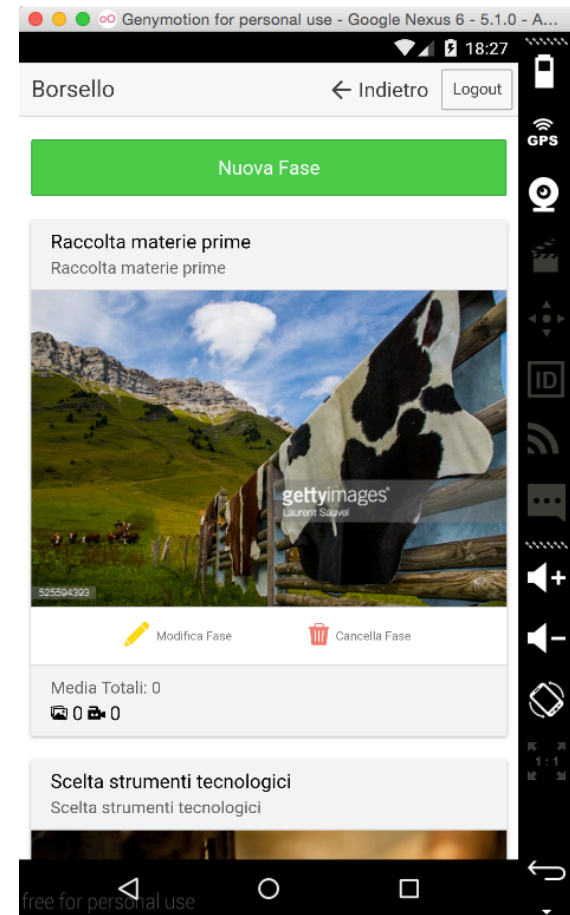 Genymotion for personal use - Google Nexus 6 - 5.1.0 - A...
18:27
Borsello
Indietro
Logout
GPS
Nuova Fase
Raccolta materie prime
Raccolta materie prime
ID
gettyimages®
Laurent Sauvel
525594393
Modifica Fase
Cancella Fase
Media Totali: 0
0 0
1:1
Scelta strumenti tecnologici
Scelta strumenti tecnologici
free for personal use